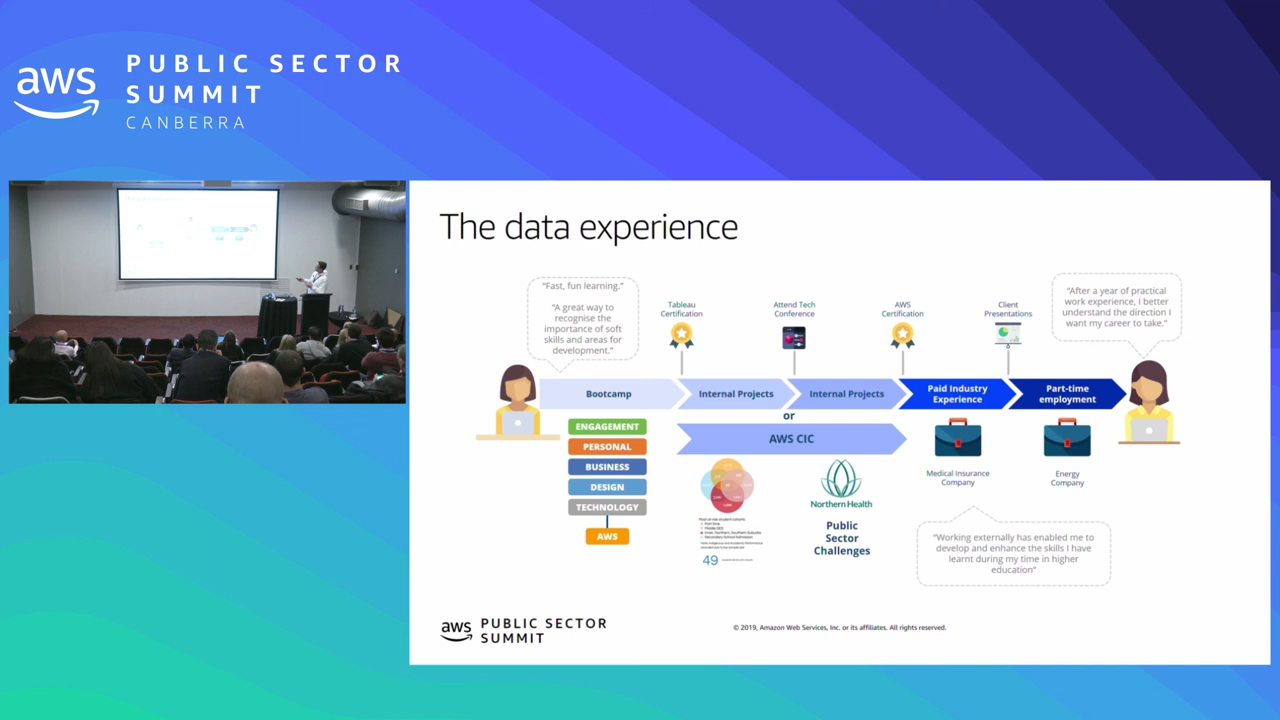 aws
PUBLIC SECTOR
SUMMIT
CANBERRA
The data experience
"Fast, fun learning."
"A great way to
recognise the
importance of soft
skills and areas for
development."
Tableau
Certification
Attend Tech
Conference
AWS
Certification
Client
Presentations
"After a year of practical
work experience, I better
understand the direction I
want my career to take."
Bootcamp
Internal Projects
Internal Projects
Paid Industry
Experience
Part-time
employment
or
AWS CIC
ENGAGEMENT
PERSONAL
BUSINESS
DESIGN
TECHNOLOGY
AWS
49
Northern Health
Public
Sector
Challenges
Medical Insurance
Company
Energy
Company
"Working externally has enabled me to
develop and enhance the skills I have
learnt during my time in higher
education"
aws
PUBLIC SECTOR
SUMMIT
© 2019, Amazon Web Services, Inc. or its affiliates. All rights reserved.